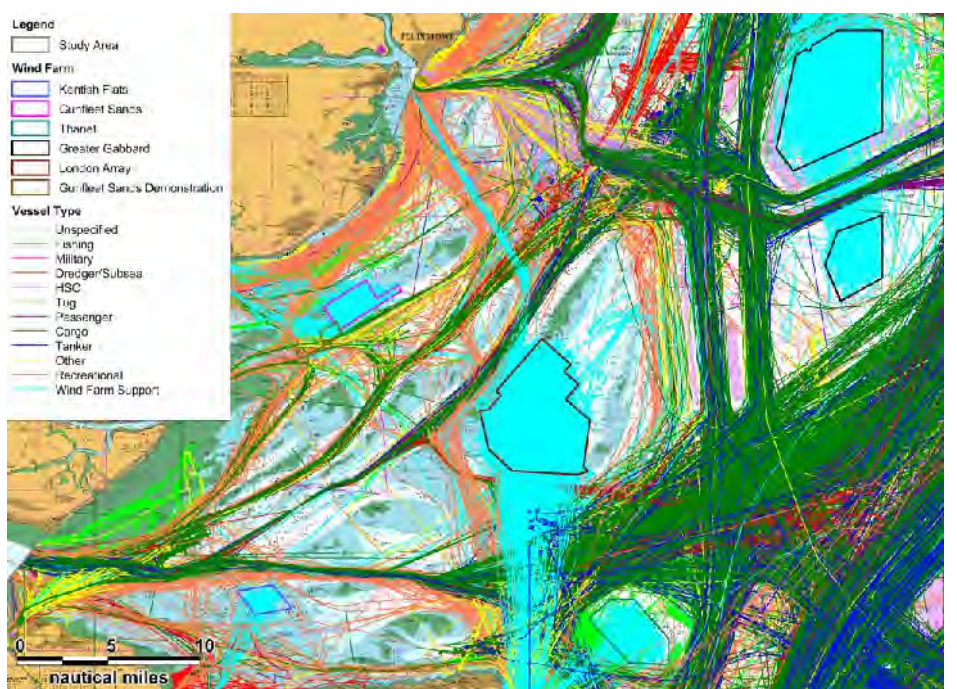 Legend
Study Area
Wind Farm
Kentish Flats
Gunfleet Sands
Thanet
Greater Gabbard
London Array
Gunfleet Sands Demonstration
Vessel Type
Unspecified
Fishing
Military
Dredger/Subsea
HSC
Tug
Passenger
Cargo
Tanker
Other
Recreational
Wind Farm Support
FELIXSTOWE
0 5 10
nautical miles